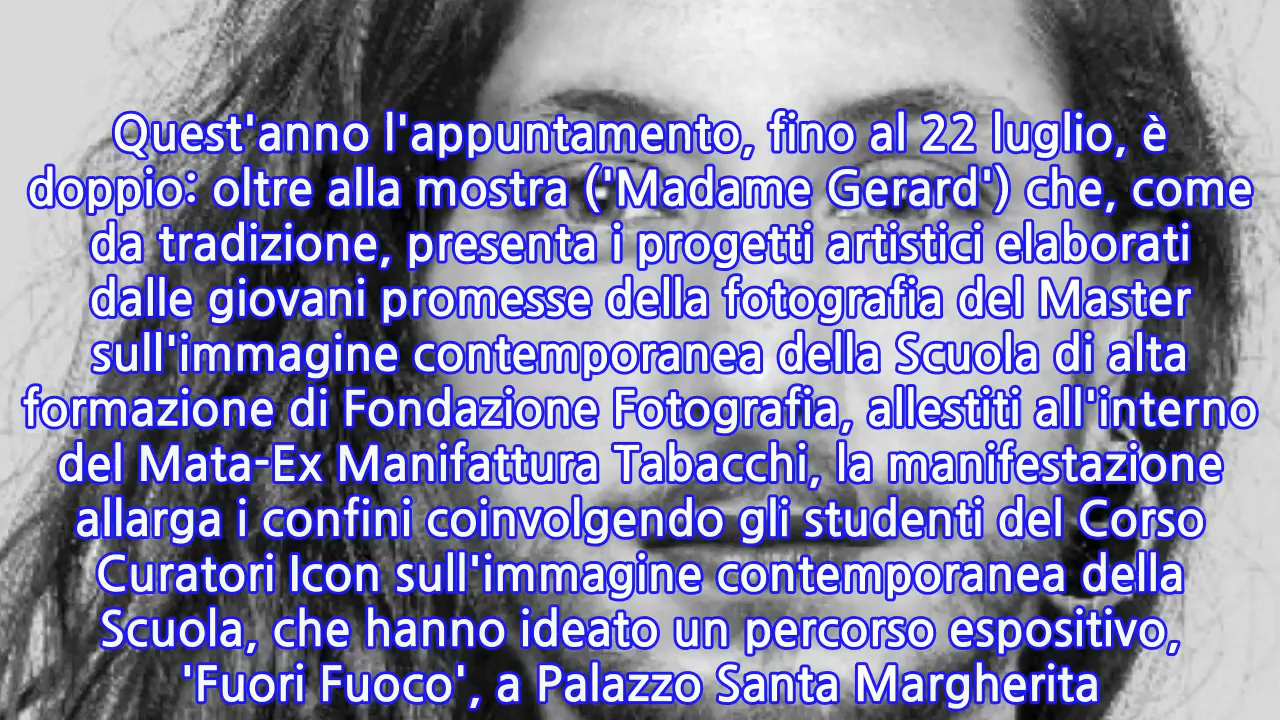 Quest'anno l'appuntamento, fino al 22 luglio, è
doppio: oltre alla mostra ('Madame Gerard') che, come
da tradizione, presenta i progetti artistici elaborati
dalle giovani promesse della fotografia del Master
sull'immagine contemporanea della Scuola di alta
formazione di Fondazione Fotografia, allestiti all'interno
del Mata-Ex Manifattura Tabacchi, la manifestazione
allarga i confini coinvolgendo gli studenti del Corso
Curatori Icon sull'immagine contemporanea della
Scuola, che hanno ideato un percorso espositivo,
'Fuori Fuoco', a Palazzo Santa Margherita